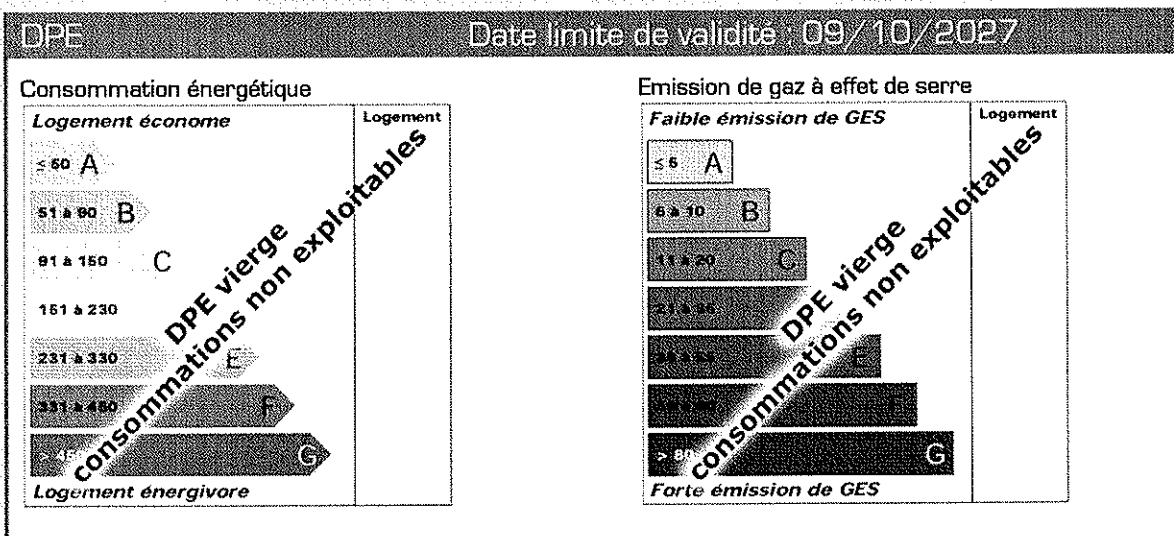 DPE Date limite de validité : 09/10/2027
Consommation énergétique
Logement économe
Logement
A
51 à 90 B
91 à 150 C
151 à 230
231 à 330 E
331 à 450 F
G
Logement énergivore
DPE vierge
consommations non exploitables
Emission de gaz à effet de serre
Faible émission de GES
Logement
A
6 à 10 B
11 à 20 C
E
G
Forte émission de GES
DPE vierge
consommations non exploitables